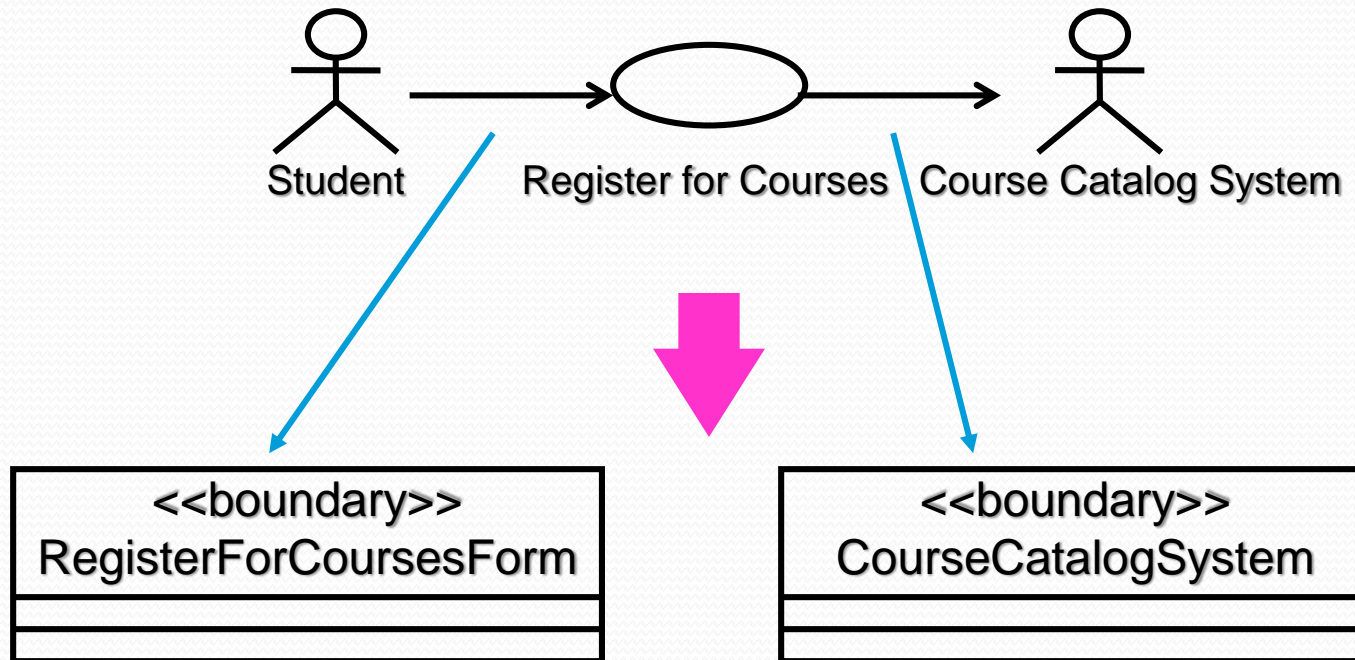 Student
Register for Courses
Course Catalog System
<<boundary>>
RegisterForCoursesForm
<<boundary>>
CourseCatalogSystem